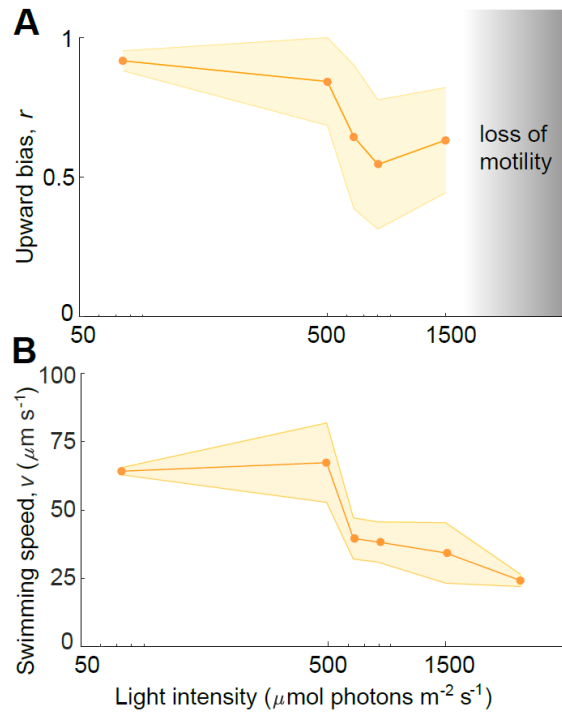 A
1
0.5
0
Upward bias, r
loss of
motility
50
500
1500
B
100
75
50
25
0
Swimming speed, v (μm s⁻¹)
50
500
1500
Light intensity (μmol photons m⁻² s⁻¹)